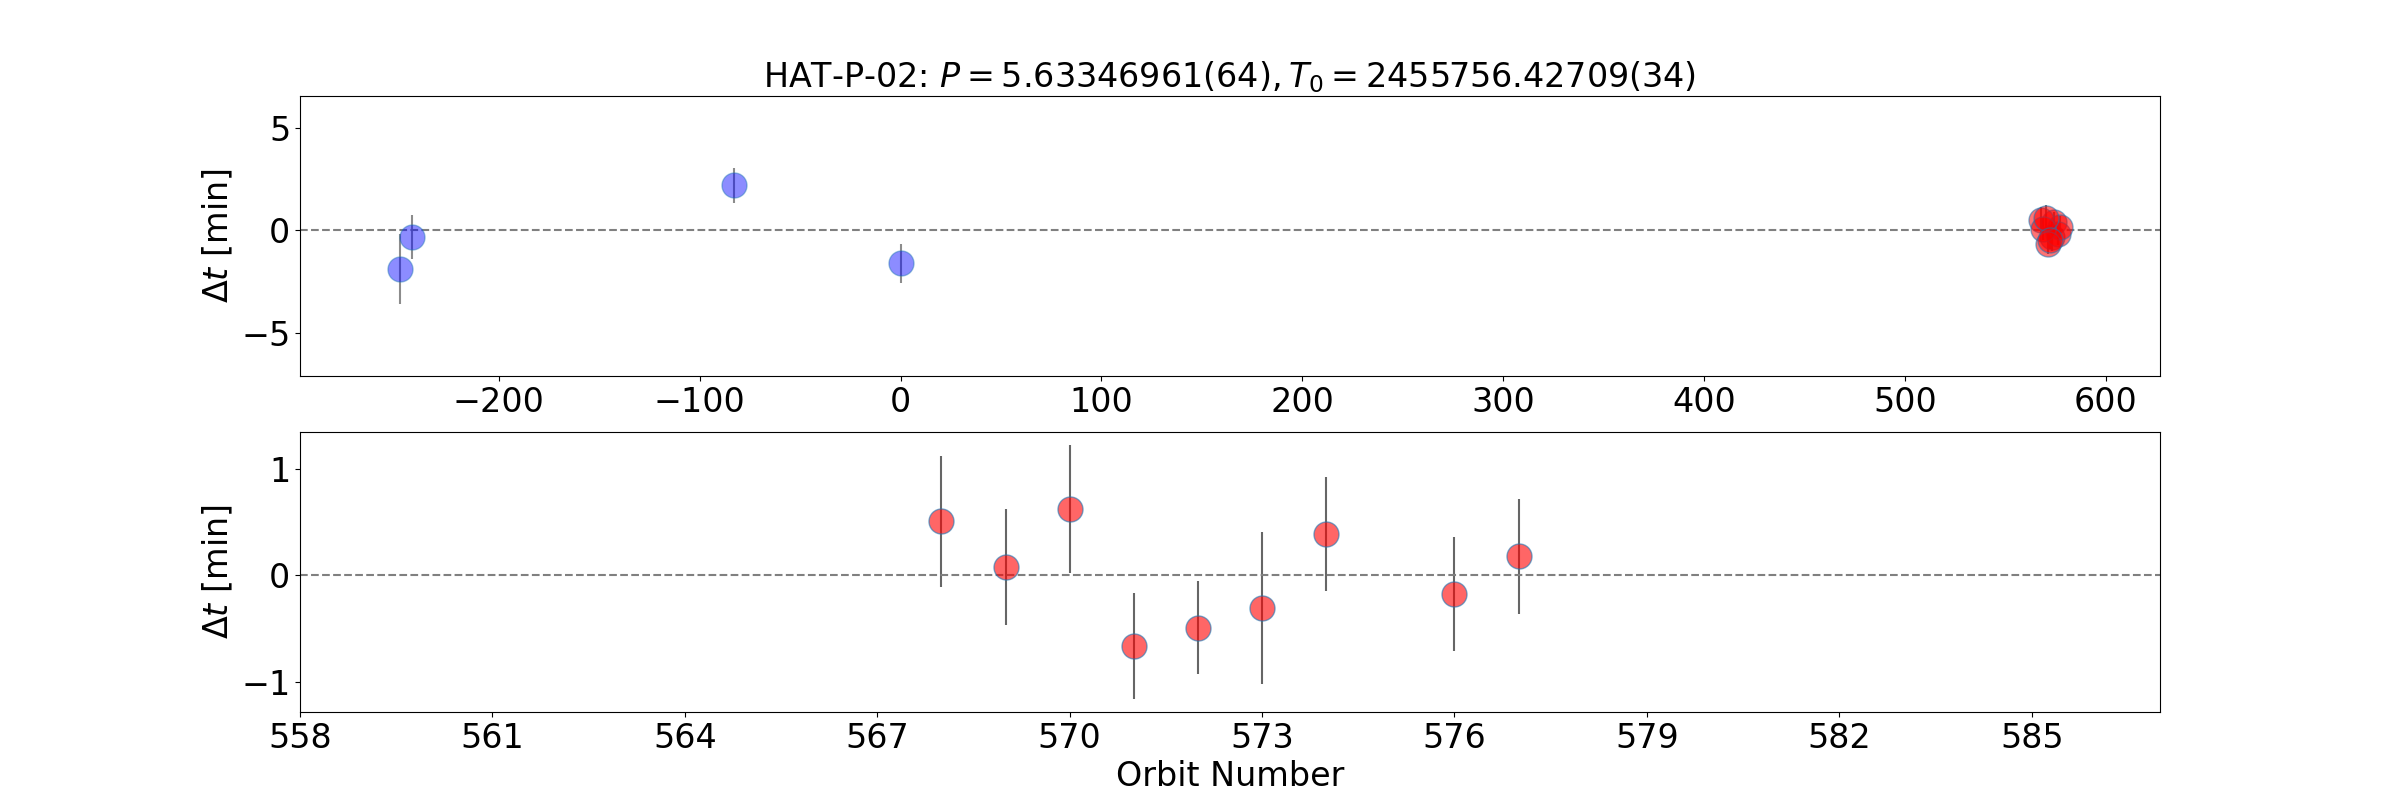 HAT-P-02: P = 5.63346961(64), T₀ = 2455756.42709(34)
5
0
−5
Δt [min]
−200 −100 0 100 200 300 400 500 600
1
0
−1
Δt [min]
558 561 564 567 570 573 576 579 582 585
Orbit Number